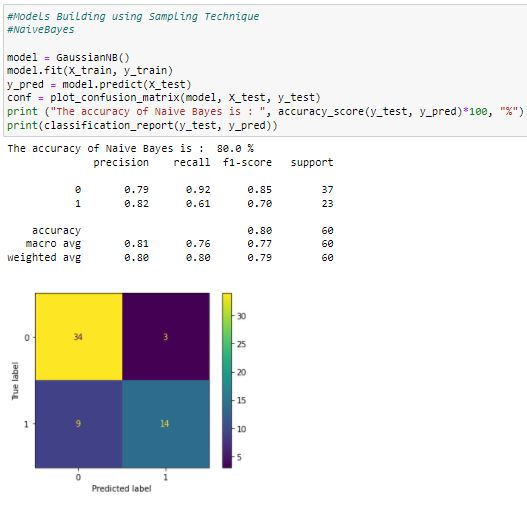 #Models Building using Sampling Technique
#NaiveBayes
model = GaussianNB()
model.fit(X_train, y_train)
y_pred = model.predict(X_test)
conf = plot_confusion_matrix(model, X_test, y_test)
print ("The accuracy of Naive Bayes is : ", accuracy_score(y_test, y_pred)*100, "%")
print(classification_report(y_test, y_pred))
The accuracy of Naive Bayes is :  80.0 %
precision recall f1-score support
0 0.79 0.92 0.85 37
1 0.82 0.61 0.70 23
accuracy 0.80 60
macro avg 0.81 0.76 0.77 60
weighted avg 0.80 0.80 0.79 60
30
0 34 3
25
True label
20
15
1 9 14
10
5
0 1
Predicted label